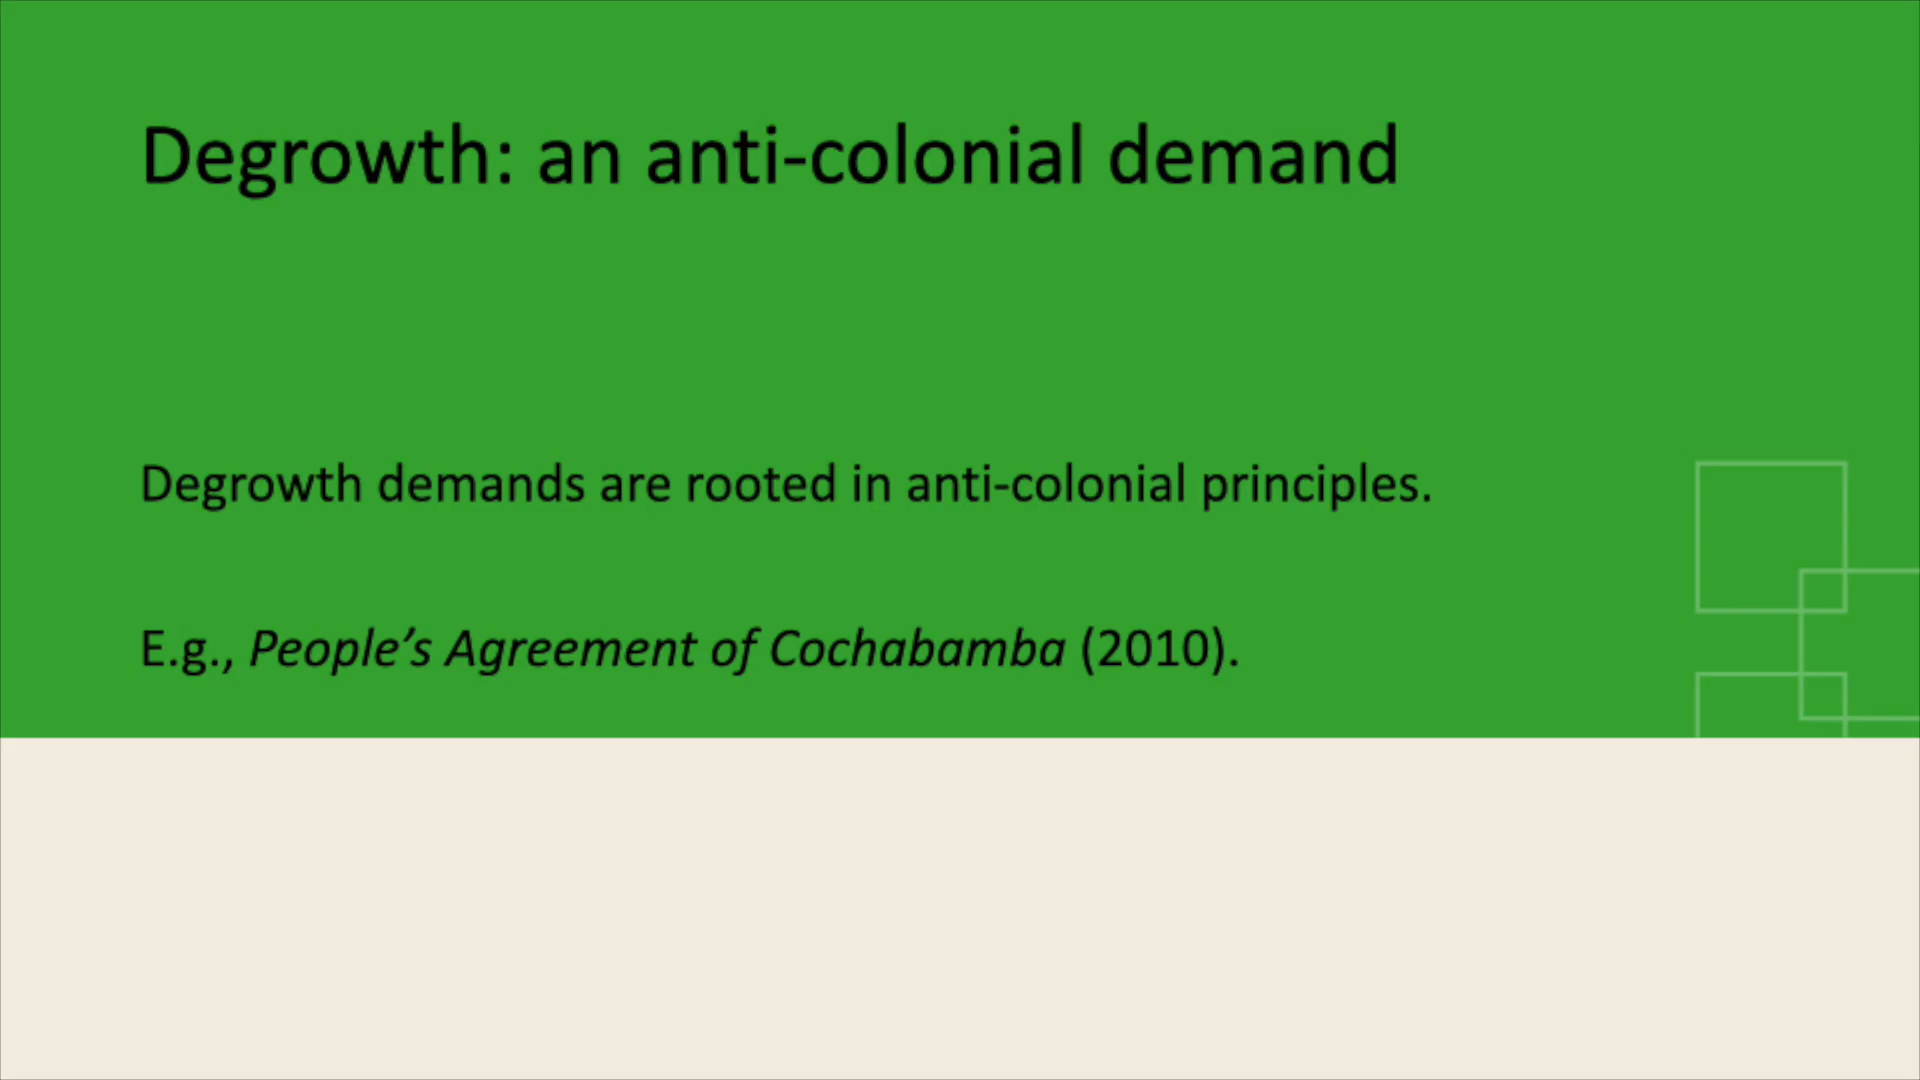 Degrowth: an anti-colonial demand
Degrowth demands are rooted in anti-colonial principles.
E.g., People’s Agreement of Cochabamba (2010).